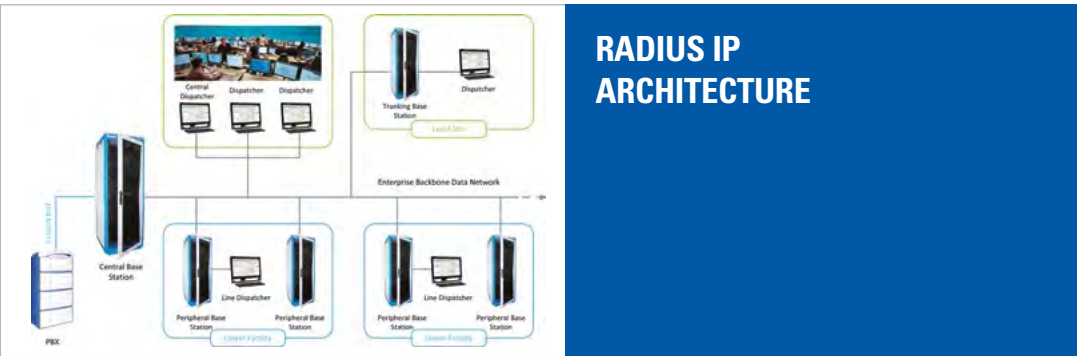 RADIUS IP
ARCHITECTURE
Central
Dispatcher
Dispatcher
Dispatcher
Trunking Base
Station
Dispatcher
Enterprise Backbone Data Network
Central Base
Station
PBX
Peripheral Base
Station
Line Dispatcher
Peripheral Base
Station
Peripheral Base
Station
Line Dispatcher
Peripheral Base
Station